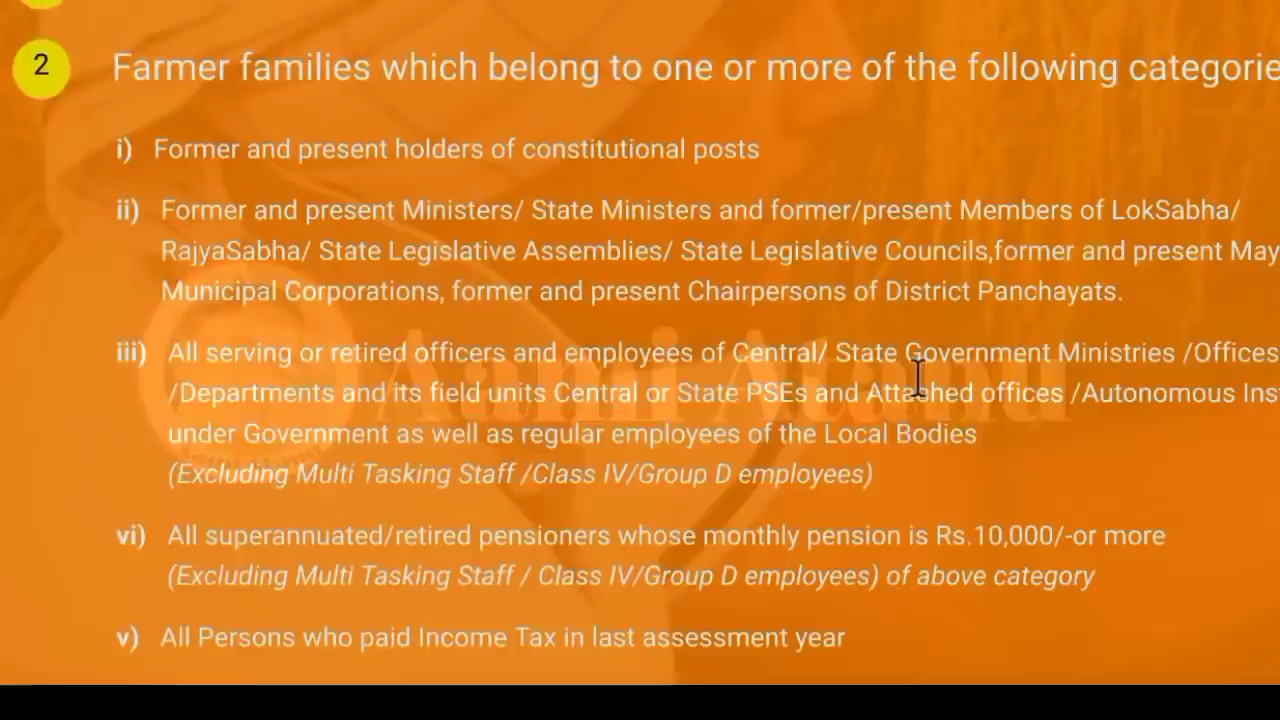 2
Farmer families which belong to one or more of the following categorie
i) Former and present holders of constitutional posts
ii) Former and present Ministers/ State Ministers and former/present Members of LokSabha/
RajyaSabha/ State Legislative Assemblies/ State Legislative Councils,former and present May
Municipal Corporations, former and present Chairpersons of District Panchayats.
iii) All serving or retired officers and employees of Central/ State Government Ministries /Offices
/Departments and its field units Central or State PSEs and Attached offices /Autonomous Ins
under Government as well as regular employees of the Local Bodies
(Excluding Multi Tasking Staff /Class IV/Group D employees)
vi) All superannuated/retired pensioners whose monthly pension is Rs.10,000/-or more
(Excluding Multi Tasking Staff / Class IV/Group D employees) of above category
v) All Persons who paid Income Tax in last assessment year